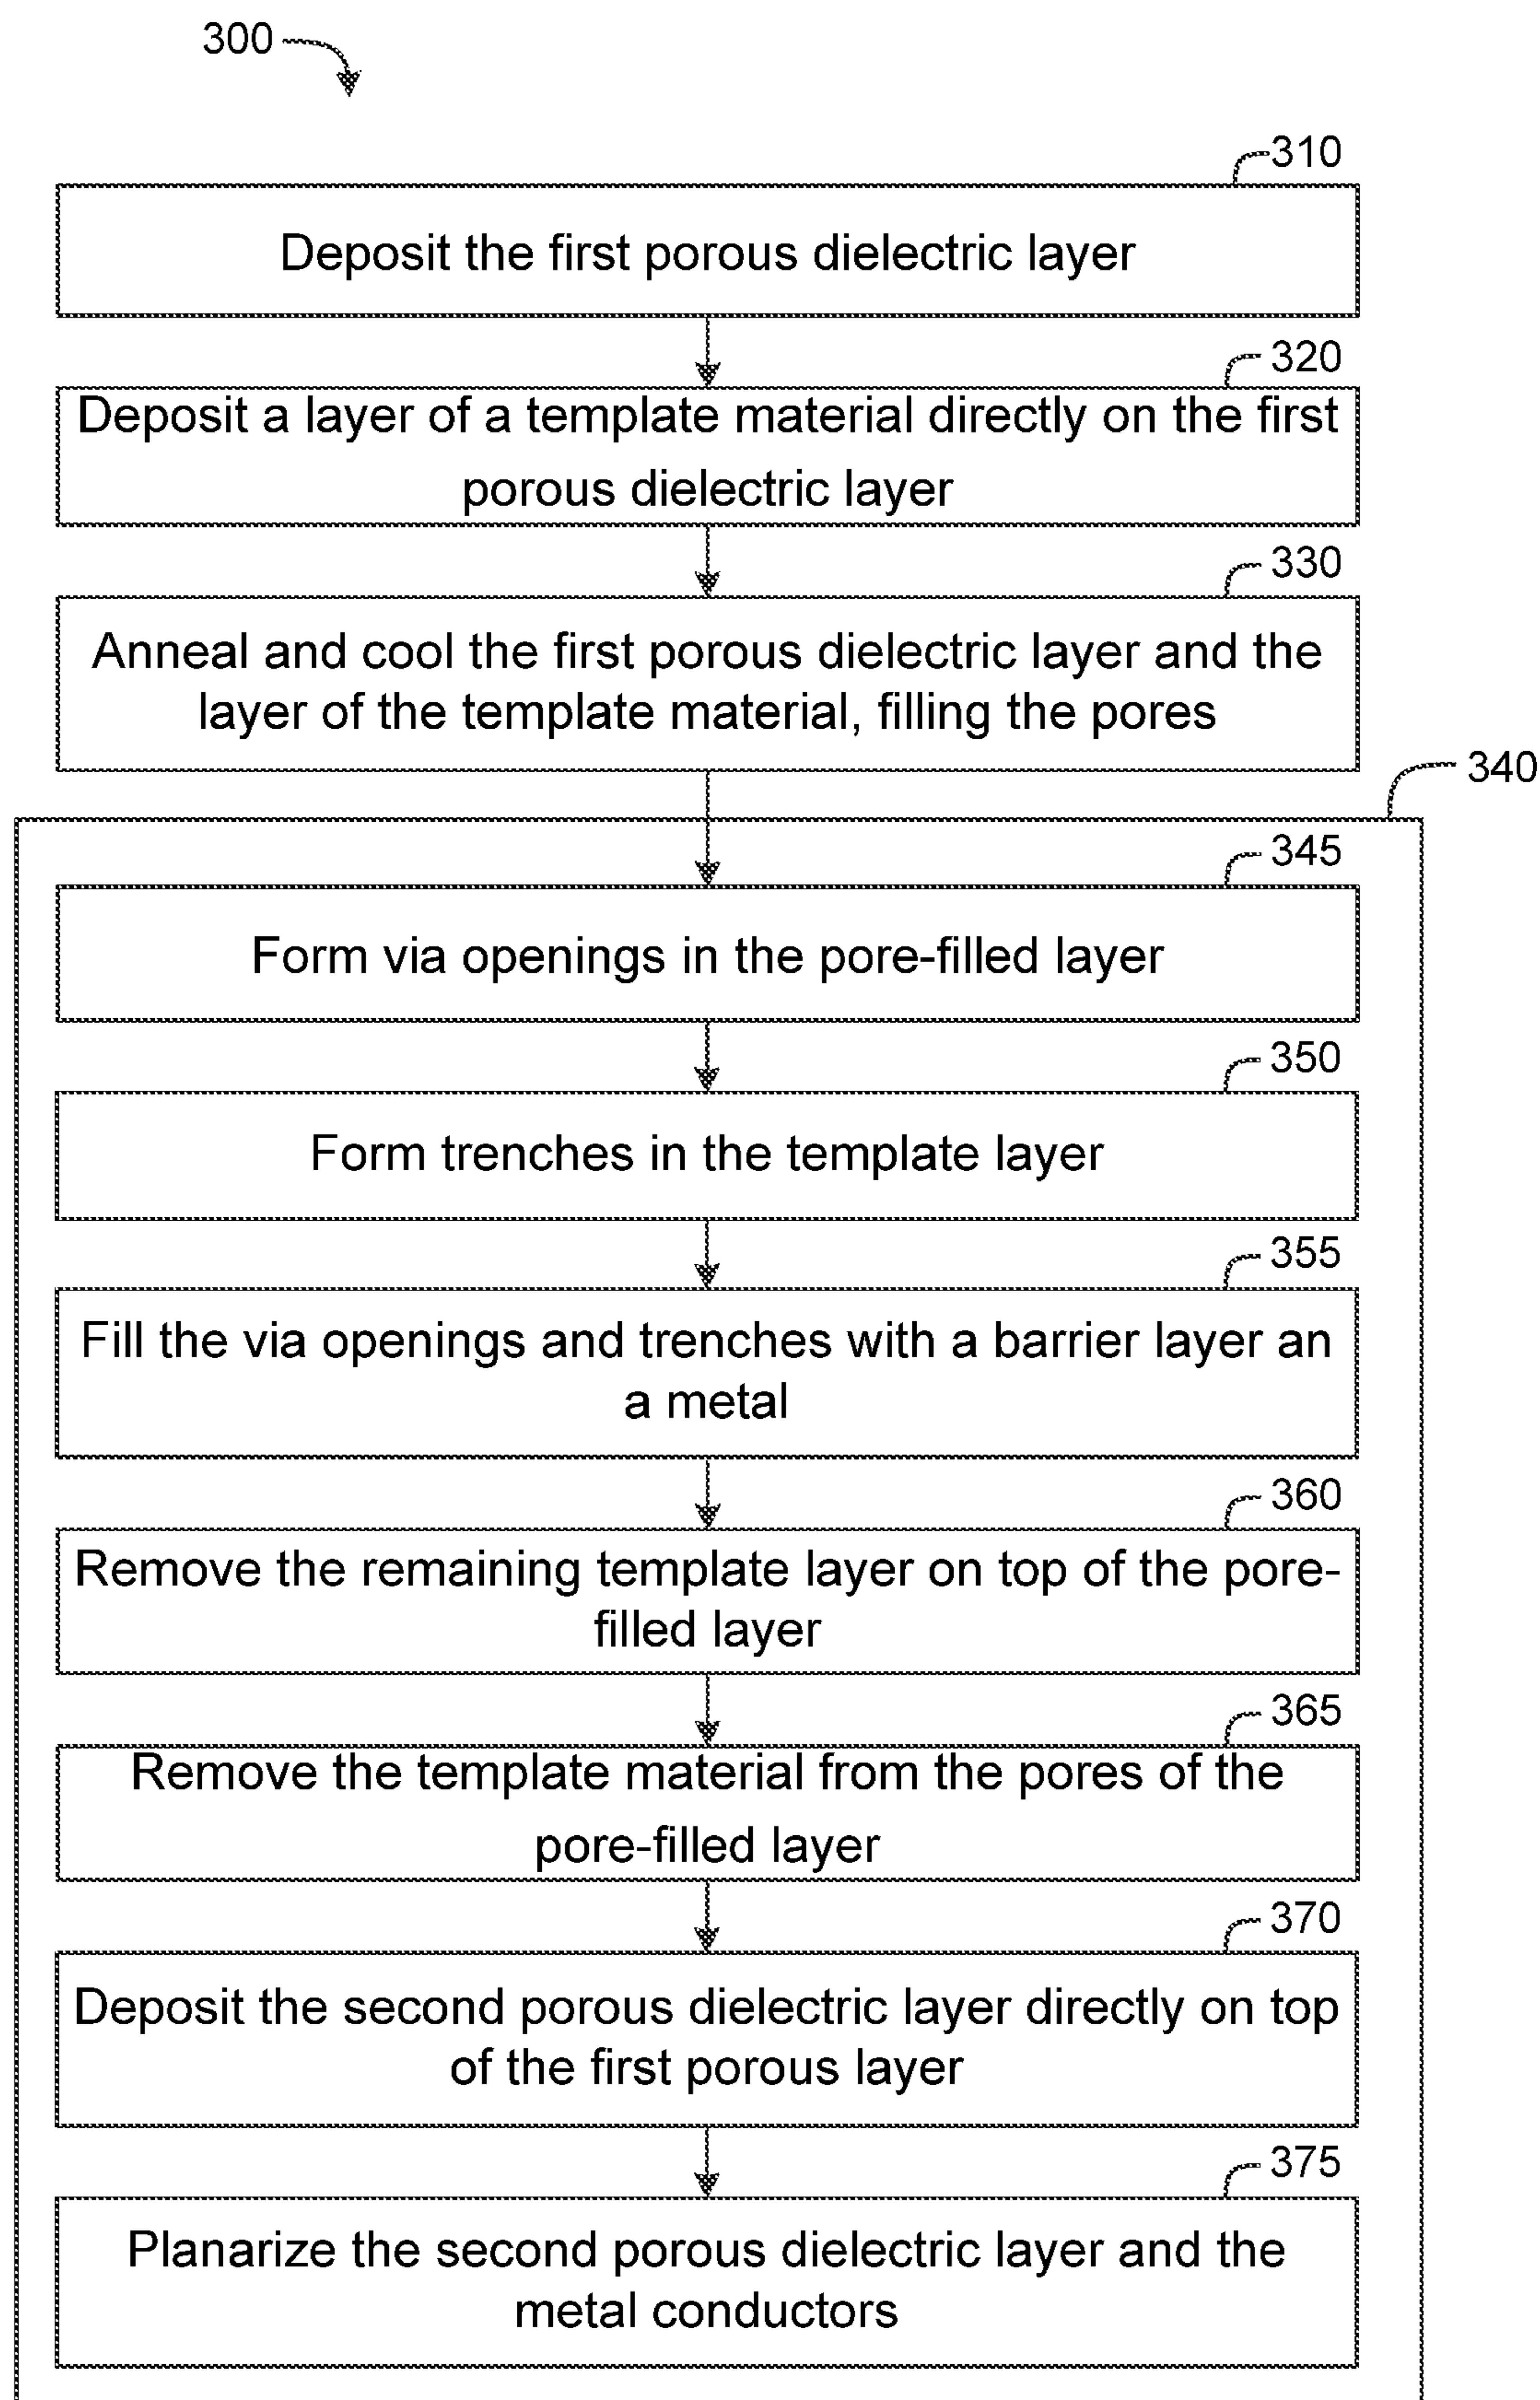 300
310
Deposit the first porous dielectric layer
320
Deposit a layer of a template material directly on the first
porous dielectric layer
330
Anneal and cool the first porous dielectric layer and the
layer of the template material, filling the pores
340
345
Form via openings in the pore-filled layer
350
Form trenches in the template layer
355
Fill the via openings and trenches with a barrier layer an
a metal
360
Remove the remaining template layer on top of the pore-
filled layer
365
Remove the template material from the pores of the
pore-filled layer
370
Deposit the second porous dielectric layer directly on top
of the first porous layer
375
Planarize the second porous dielectric layer and the
metal conductors